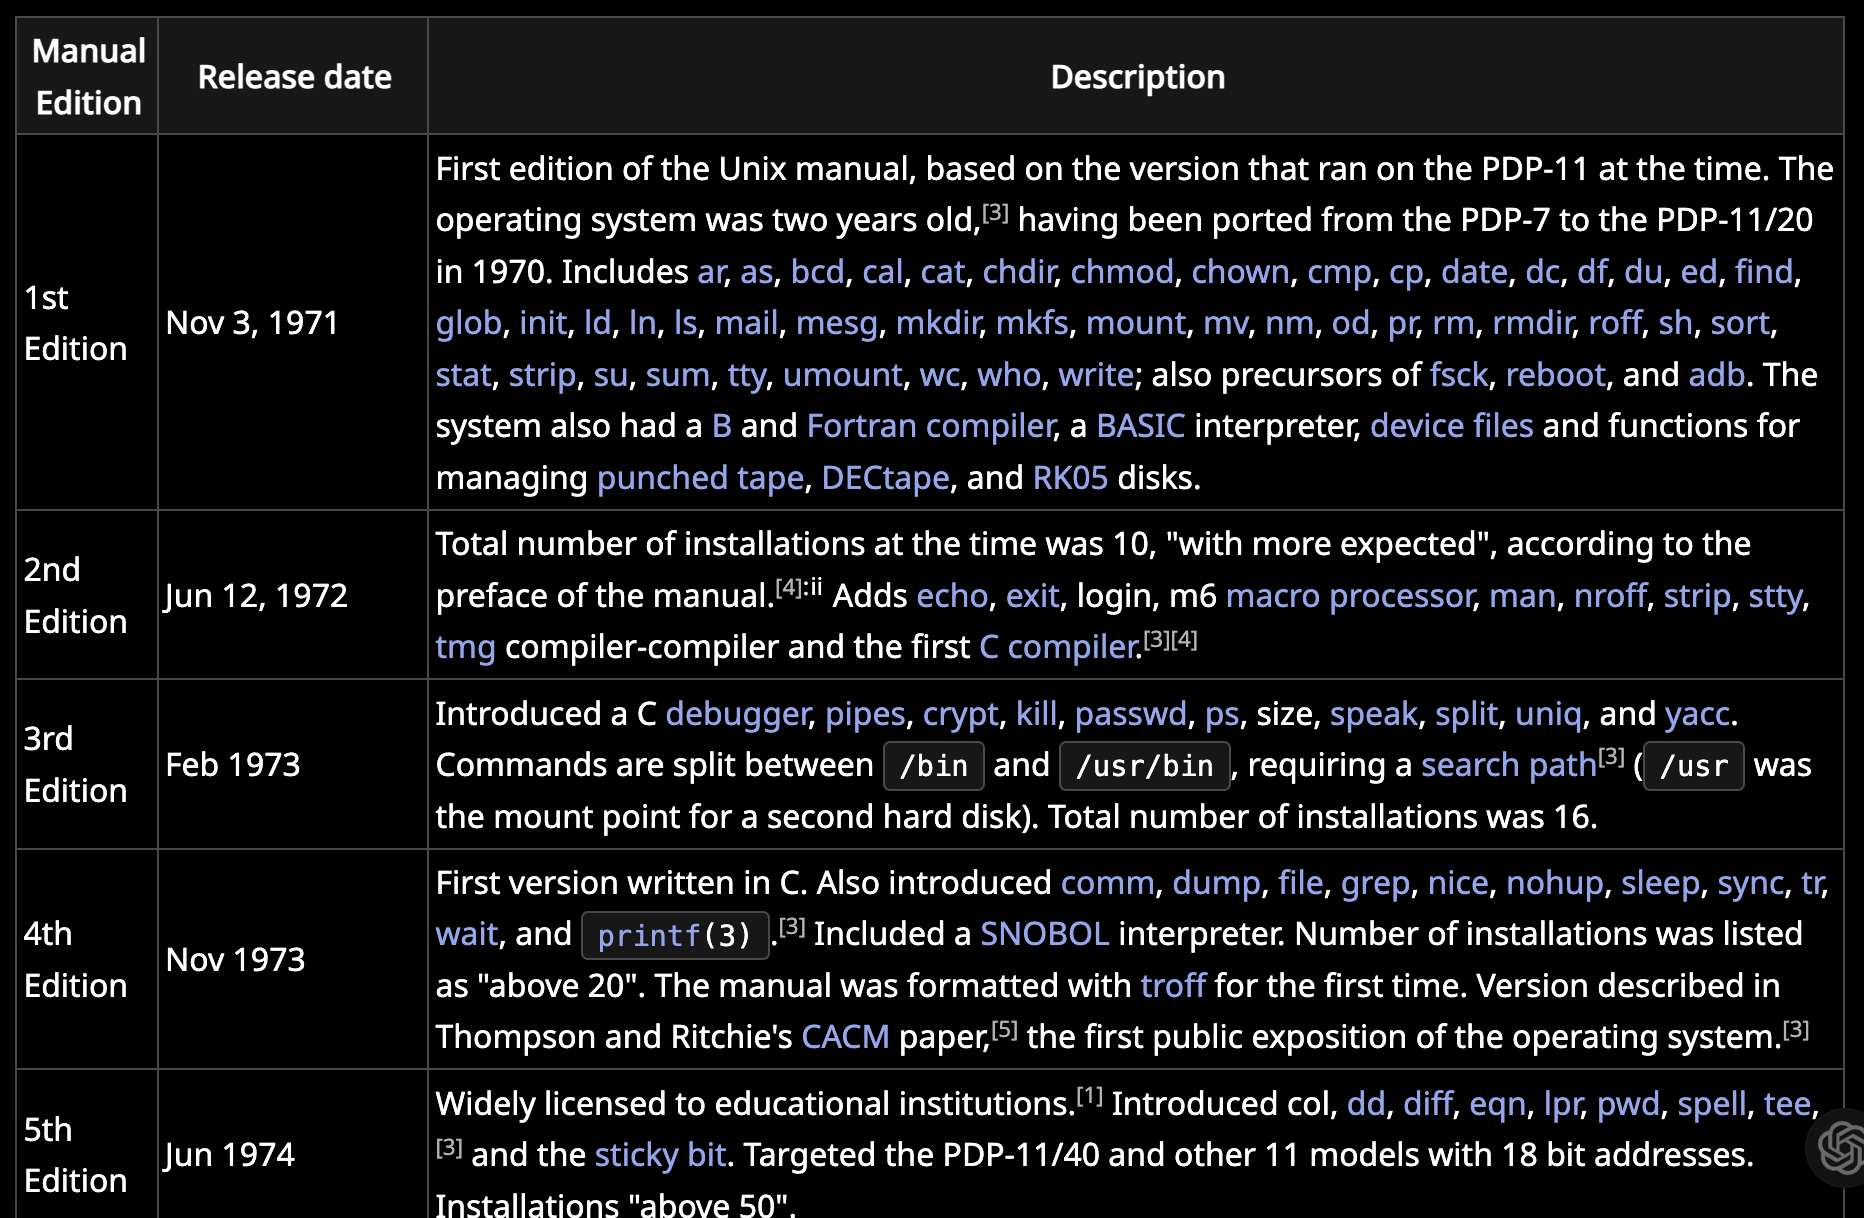 Manual
Edition
Release date
Description
1st
Edition
Nov 3, 1971
First edition of the Unix manual, based on the version that ran on the PDP-11 at the time. The
operating system was two years old,[3] having been ported from the PDP-7 to the PDP-11/20
in 1970. Includes ar, as, bcd, cal, cat, chdir, chmod, chown, cmp, cp, date, dc, df, du, ed, find,
glob, init, ld, ln, ls, mail, mesg, mkdir, mkfs, mount, mv, nm, od, pr, rm, rmdir, roff, sh, sort,
stat, strip, su, sum, tty, umount, wc, who, write; also precursors of fsck, reboot, and adb. The
system also had a B and Fortran compiler, a BASIC interpreter, device files and functions for
managing punched tape, DECtape, and RK05 disks.
2nd
Edition
Jun 12, 1972
Total number of installations at the time was 10, "with more expected", according to the
preface of the manual.[4]:ii Adds echo, exit, login, m6 macro processor, man, nroff, strip, stty,
tmg compiler-compiler and the first C compiler.[3][4]
3rd
Edition
Feb 1973
Introduced a C debugger, pipes, crypt, kill, passwd, ps, size, speak, split, uniq, and yacc.
Commands are split between /bin and /usr/bin, requiring a search path[3] (/usr was
the mount point for a second hard disk). Total number of installations was 16.
4th
Edition
Nov 1973
First version written in C. Also introduced comm, dump, file, grep, nice, nohup, sleep, sync, tr,
wait, and printf(3).[3] Included a SNOBOL interpreter. Number of installations was listed
as "above 20". The manual was formatted with troff for the first time. Version described in
Thompson and Ritchie's CACM paper,[5] the first public exposition of the operating system.[3]
5th
Edition
Jun 1974
Widely licensed to educational institutions.[1] Introduced col, dd, diff, eqn, lpr, pwd, spell, tee,
[3] and the sticky bit. Targeted the PDP-11/40 and other 11 models with 18 bit addresses.
Installations "above 50".